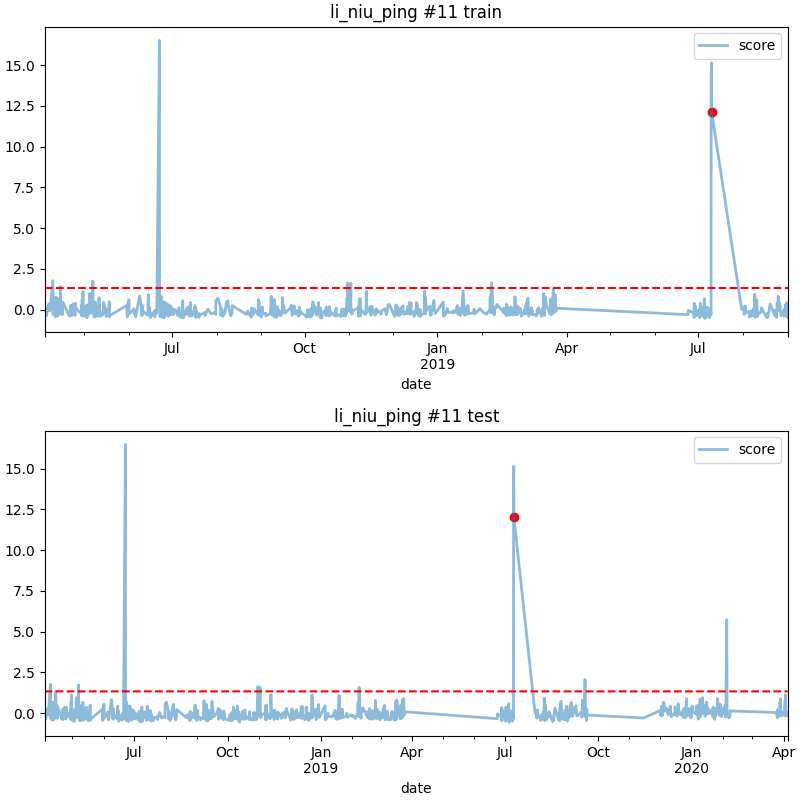 li_niu_ping #11 train
score
15.0
12.5
10.0
7.5
5.0
2.5
0.0
Jul Oct Jan Apr Jul
2019
date
li_niu_ping #11 test
score
15.0
12.5
10.0
7.5
5.0
2.5
0.0
Jul Oct Jan Apr Jul Oct Jan Apr
2019 2020
date